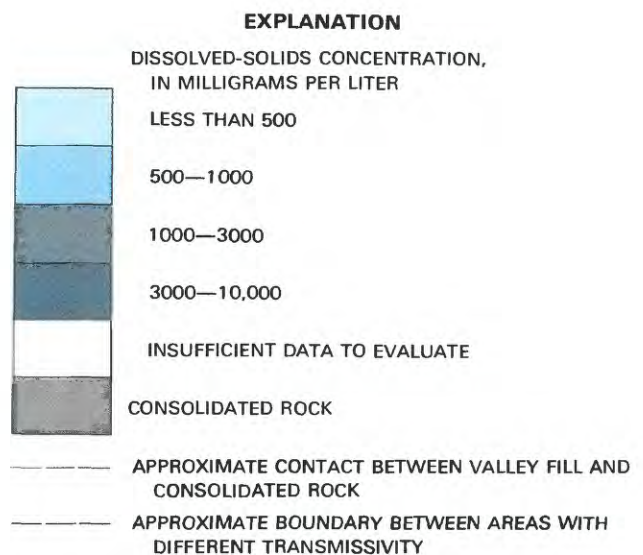 EXPLANATION
DISSOLVED-SOLIDS CONCENTRATION,
IN MILLIGRAMS PER LITER
LESS THAN 500
500—1000
1000—3000
3000—10,000
INSUFFICIENT DATA TO EVALUATE
CONSOLIDATED ROCK
APPROXIMATE CONTACT BETWEEN VALLEY FILL AND
CONSOLIDATED ROCK
APPROXIMATE BOUNDARY BETWEEN AREAS WITH
DIFFERENT TRANSMISSIVITY